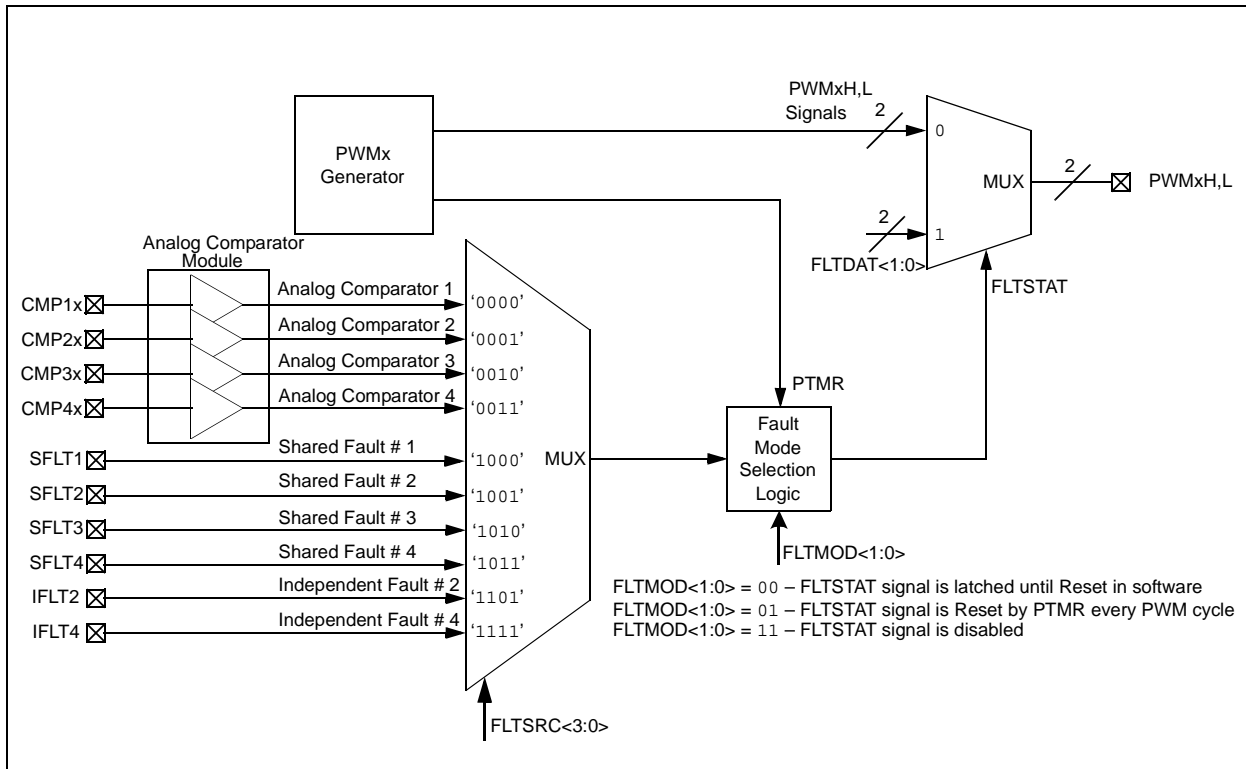 PWMxH,L
Signals
2
0
PWMx
Generator
MUX
2
PWMxH,L
2
1
FLTDAT<1:0>
FLTSTAT
Analog Comparator
Module
CMP1x
Analog Comparator 1
‘0000’
CMP2x
Analog Comparator 2
‘0001’
CMP3x
Analog Comparator 3
‘0010’
CMP4x
Analog Comparator 4
‘0011’
PTMR
Fault
Mode
Selection
Logic
SFLT1
Shared Fault # 1
‘1000’
MUX
SFLT2
Shared Fault # 2
‘1001’
SFLT3
Shared Fault # 3
‘1010’
SFLT4
Shared Fault # 4
‘1011’
IFLT2
Independent Fault # 2
‘1101’
IFLT4
Independent Fault # 4
‘1111’
FLTMOD<1:0>
FLTMOD<1:0> = 00 – FLTSTAT signal is latched until Reset in software
FLTMOD<1:0> = 01 – FLTSTAT signal is Reset by PTMR every PWM cycle
FLTMOD<1:0> = 11 – FLTSTAT signal is disabled
FLTSRC<3:0>